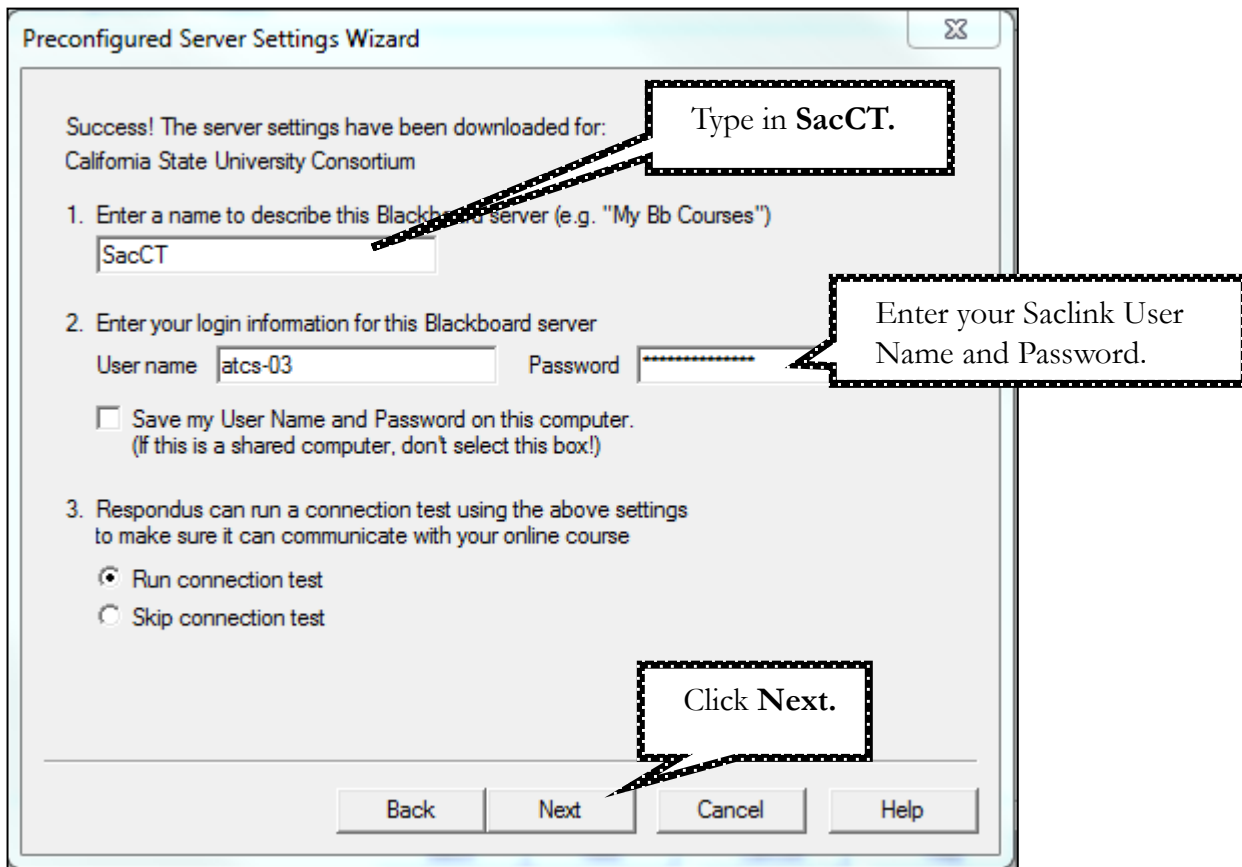 Preconfigured Server Settings Wizard
Type in SacCT.
Success! The server settings have been downloaded for:
California State University Consortium
1. Enter a name to describe this Blackboard server (e.g. "My Bb Courses")
SacCT
Enter your Saclink User
Name and Password.
2. Enter your login information for this Blackboard server
User name atcs-03 Password **************
Save my User Name and Password on this computer.
(If this is a shared computer, don't select this box!)
3. Respondus can run a connection test using the above settings
to make sure it can communicate with your online course
Run connection test
Skip connection test
Click Next.
Back Next Cancel Help